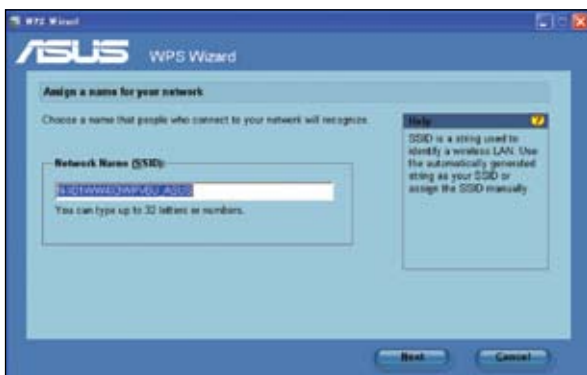 WPS Wizard
ASUS WPS Wizard
Assign a name for your network
Choose a name that people who connect to your network will recognize.
Network Name (SSID):
You can type up to 32 letters or numbers.
Help
SSID is a string used to
identify a wireless LAN. Use
the automatically generated
string as your SSID or
assign the SSID manually
Next
Cancel